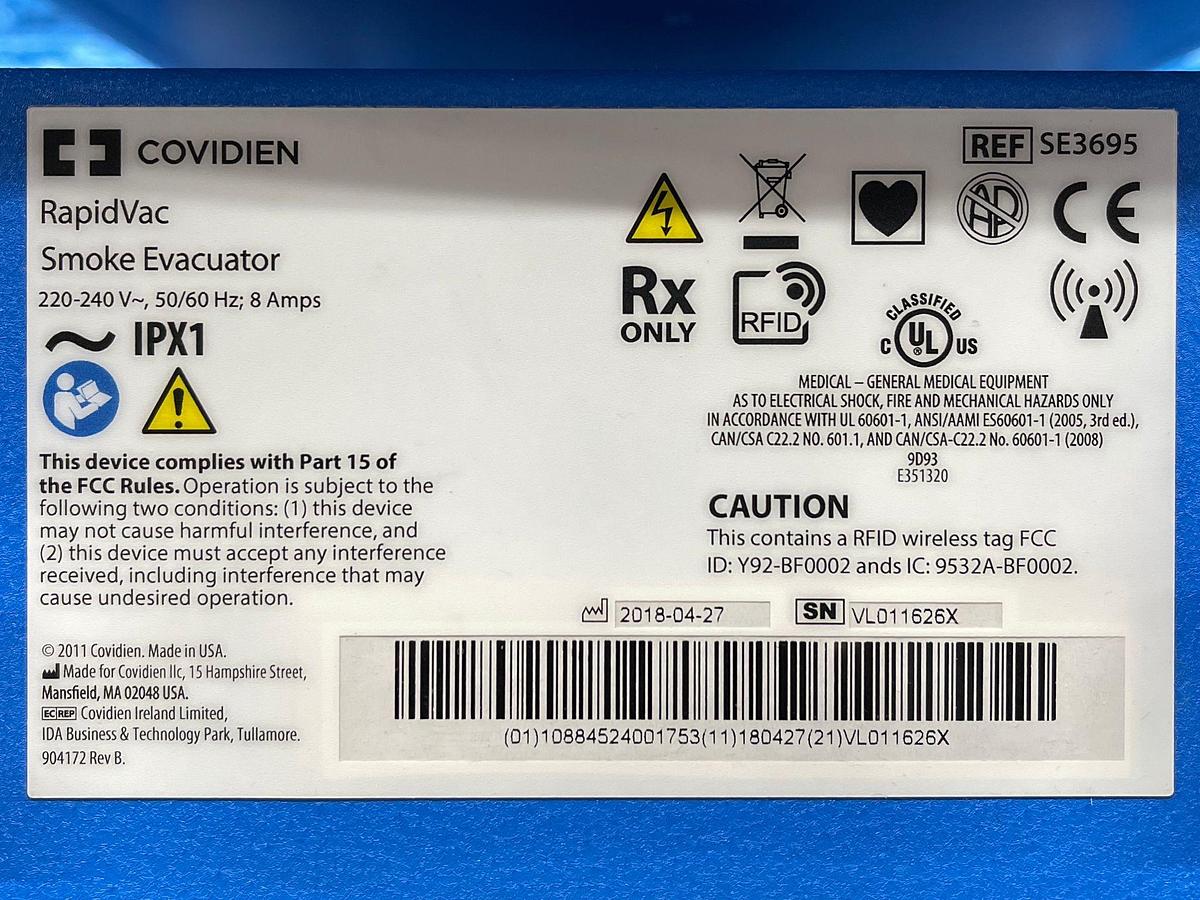 COVIDIEN
REF SE3695
RapidVac
Smoke Evacuator
220-240 V~, 50/60 Hz; 8 Amps
IPX1
Rx
ONLY
RFID
AP
CE
CLASSIFIED
C UL ® US
MEDICAL – GENERAL MEDICAL EQUIPMENT
AS TO ELECTRICAL SHOCK, FIRE AND MECHANICAL HAZARDS ONLY
IN ACCORDANCE WITH UL 60601-1, ANSI/AAMI ES60601-1 (2005, 3rd ed.),
CAN/CSA C22.2 NO. 601.1, AND CAN/CSA-C22.2 No. 60601-1 (2008)
9D93
E351320
This device complies with Part 15 of
the FCC Rules. Operation is subject to the
following two conditions: (1) this device
may not cause harmful interference, and
(2) this device must accept any interference
received, including interference that may
cause undesired operation.
CAUTION
This contains a RFID wireless tag FCC
ID: Y92-BF0002 ands IC: 9532A-BF0002.
2018-04-27
SN VL011626X
© 2011 Covidien. Made in USA.
Made for Covidien llc, 15 Hampshire Street,
Mansfield, MA 02048 USA.
EC REP Covidien Ireland Limited,
IDA Business & Technology Park, Tullamore.
904172 Rev B.
(01)10884524001753(11)180427(21)VL011626X